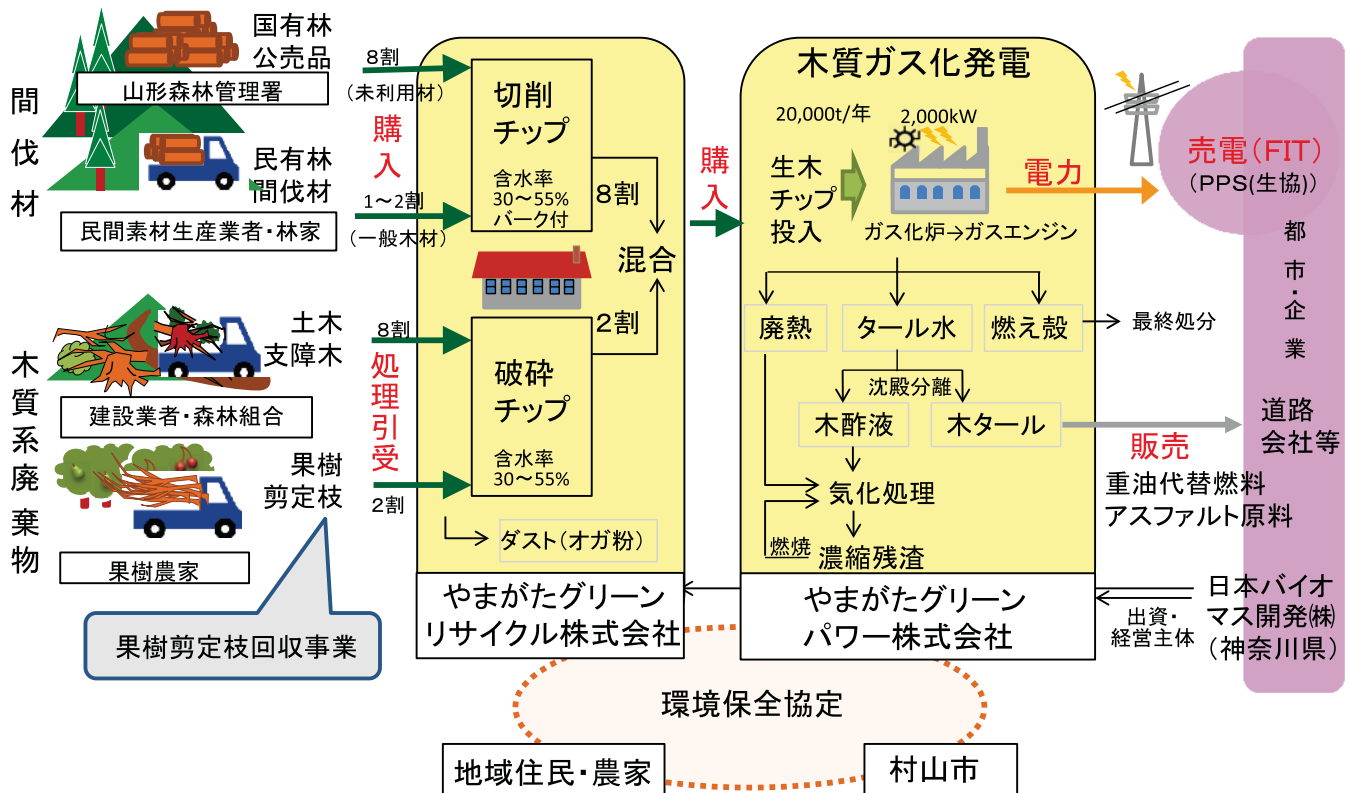 間伐材
国有林
公売品
山形森林管理署
民有林
間伐材
民間素材生産業者・林家
木質系廃棄物
土木
支障木
建設業者・森林組合
果樹
剪定枝
果樹農家
果樹剪定枝回収事業
8割
(未利用材)
購入
1~2割
(一般木材)
8割
処理引受
2割
切削
チップ
含水率
30~55%
バーク付
8割
混合
2割
破砕
チップ
含水率
30~55%
ダスト(オガ粉)
やまがたグリーン
リサイクル株式会社
購入
木質ガス化発電
20,000t/年
2,000kW
生木
チップ
投入
ガス化炉→ガスエンジン
廃熱
タール水
燃え殻
最終処分
沈殿分離
木酢液
木タール
気化処理
燃焼
濃縮残渣
やまがたグリーン
パワー株式会社
電力
売電(FIT)
(PPS(生協))
都市・企業
販売
道路
会社等
重油代替燃料
アスファルト原料
出資・
経営主体
日本バイオ
マス開発㈱
(神奈川県)
環境保全協定
地域住民・農家
村山市